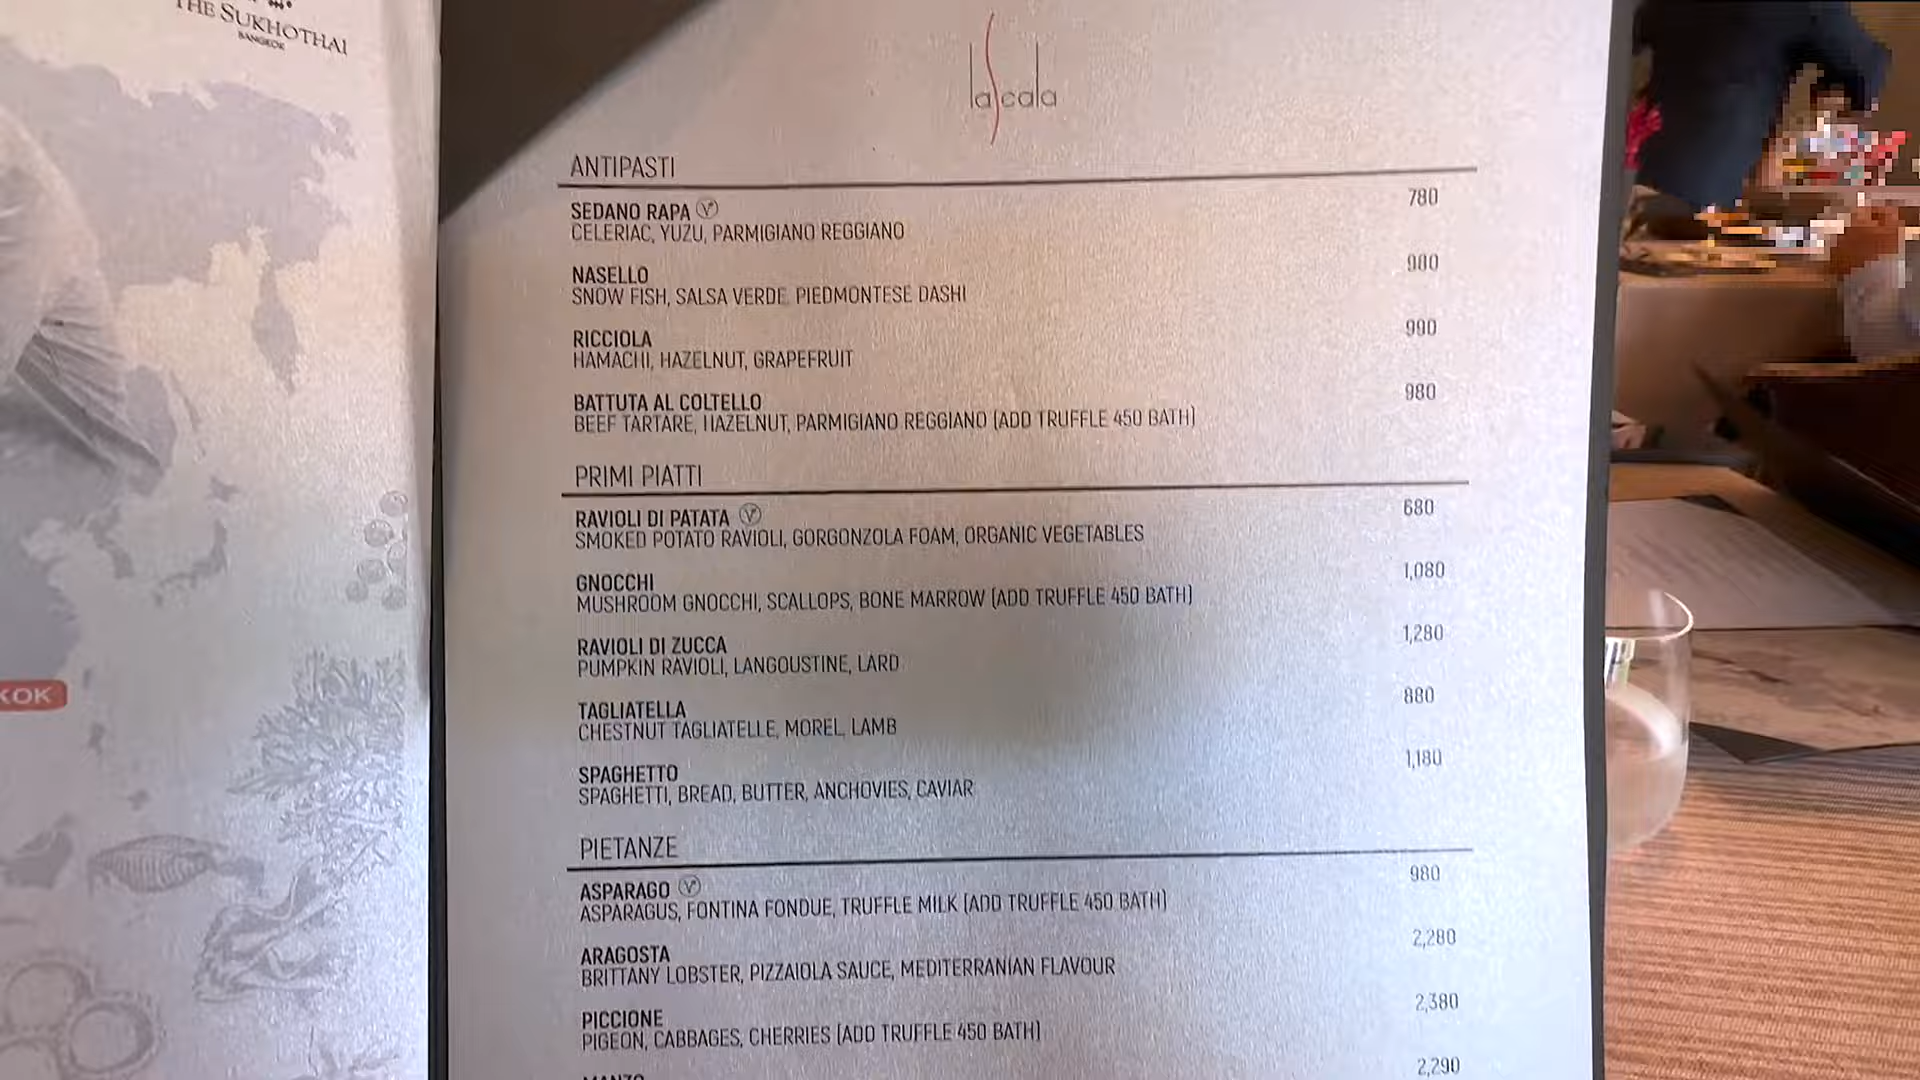 THE SUKHOTHAI
BANGKOK
KOK
laScala
ANTIPASTI
SEDANO RAPA V 780
CELERIAC, YUZU, PARMIGIANO REGGIANO
NASELLO 980
SNOW FISH, SALSA VERDE, PIEDMONTESE DASHI
RICCIOLA 990
HAMACHI, HAZELNUT, GRAPEFRUIT
BATTUTA AL COLTELLO 980
BEEF TARTARE, HAZELNUT, PARMIGIANO REGGIANO (ADD TRUFFLE 450 BATH)
PRIMI PIATTI
RAVIOLI DI PATATA V 680
SMOKED POTATO RAVIOLI, GORGONZOLA FOAM, ORGANIC VEGETABLES
GNOCCHI 1,080
MUSHROOM GNOCCHI, SCALLOPS, BONE MARROW (ADD TRUFFLE 450 BATH)
RAVIOLI DI ZUCCA 1,280
PUMPKIN RAVIOLI, LANGOUSTINE, LARD
TAGLIATELLA 880
CHESTNUT TAGLIATELLE, MOREL, LAMB
SPAGHETTO 1,180
SPAGHETTI, BREAD, BUTTER, ANCHOVIES, CAVIAR
PIETANZE
ASPARAGO V 980
ASPARAGUS, FONTINA FONDUE, TRUFFLE MILK (ADD TRUFFLE 450 BATH)
ARAGOSTA 2,280
BRITTANY LOBSTER, PIZZAIOLA SAUCE, MEDITERRANIAN FLAVOUR
PICCIONE 2,380
PIGEON, CABBAGES, CHERRIES (ADD TRUFFLE 450 BATH)
MANZO 2,290